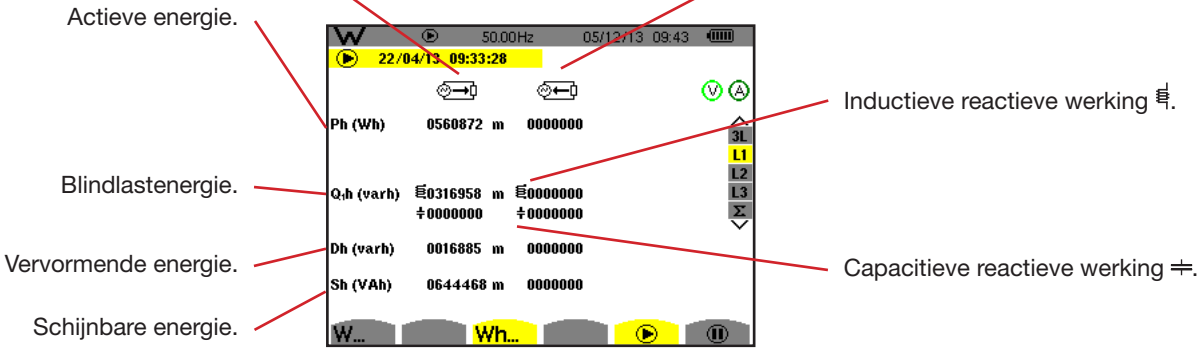 Actieve energie.
W 50.00Hz 05/12/13 09:43
22/04/13 09:33:28
V A
Inductieve reactieve werking.
Ph (Wh) 0560872 m 0000000
3L
L1
L2
L3
Σ
Blindlastenergie.
Q₁h (varh) 0316958 m 0000000
0000000 0000000
Dh (varh) 0016885 m 0000000
Vervormende energie.
Capacitieve reactieve werking.
Sh (VAh) 0644468 m 0000000
Schijnbare energie.
W... Wh...